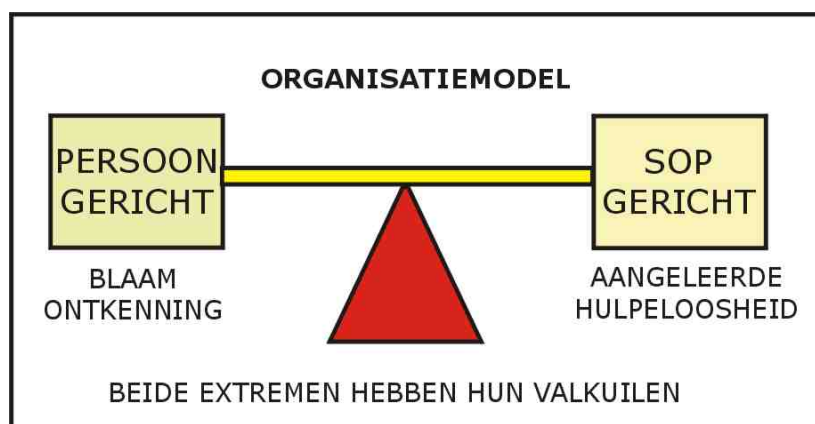 ORGANISATIEMODEL
PERSOON
GERICHT
SOP
GERICHT
BLAAM
ONTKENNING
AANGELEERDE
HULPELOOSHEID
BEIDE EXTREMEN HEBBEN HUN VALKUILEN